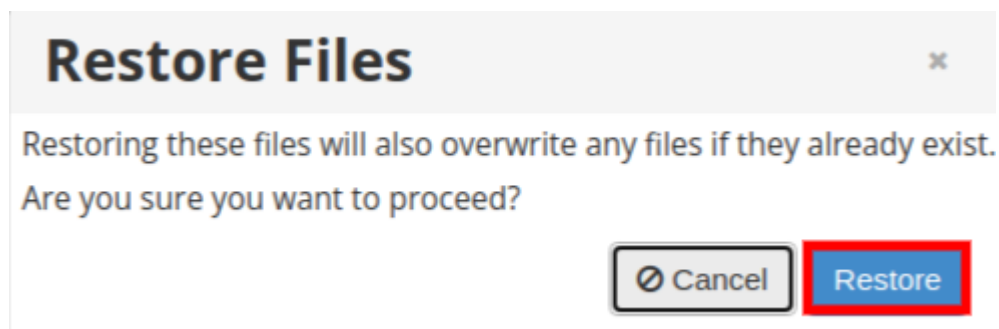 Restore Files
Restoring these files will also overwrite any files if they already exist.
Are you sure you want to proceed?
Cancel Restore